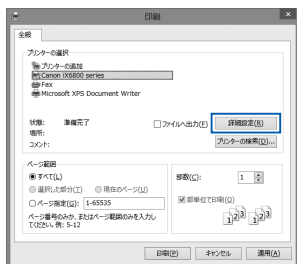 印刷
全般
プリンターの選択
プリンターの追加
Canon iX6800 series
Fax
Microsoft XPS Document Writer
状態: 準備完了
場所:
コメント:
ファイルへ出力(F)
詳細設定(R)
プリンターの検索(D)...
ページ範囲
すべて(L)
選択した部分(T) 現在のページ(U)
ページ指定(G): 1-65535
ページ番号のみか、またはページ範囲のみを入力し
てください。例: 5-12
部数(C): 1
部単位で印刷(O)
1 1 2 2 3 3
印刷(P) キャンセル 適用(A)